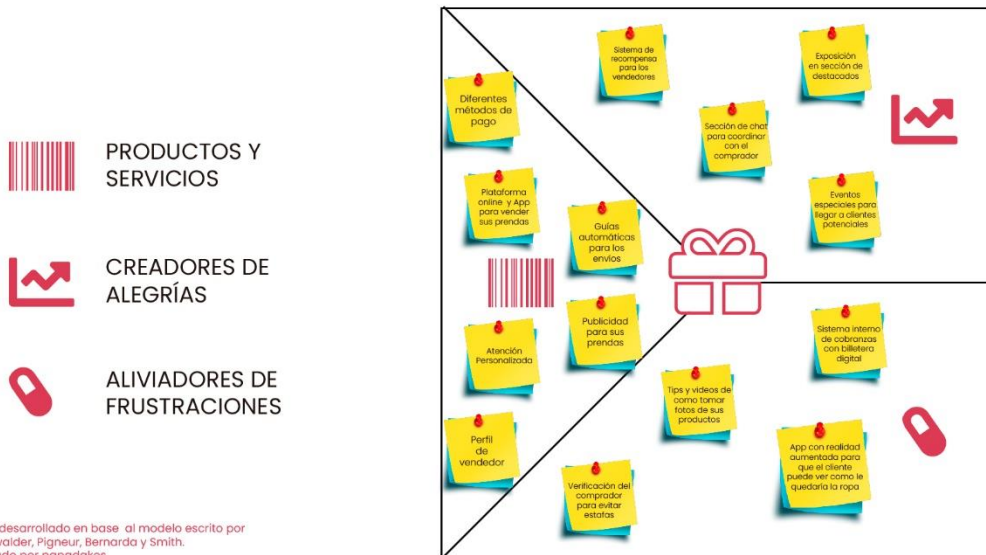 PRODUCTOS Y
SERVICIOS
CREADORES DE
ALEGRÍAS
ALIVIADORES DE
FRUSTRACIONES
desarrollado en base al modelo escrito por
Pigneur, Bernarda y Smith.
por
Diferentes
métodos de
pago
Plataforma
online y App
para vender
sus prendas
Guías
automáticas
para los
envíos
Publicidad
para sus
prendas
Atención
Personalizada
Perfil
de
vendedor
Sistema de
recompensa
para los
vendedores
Exposición
en sección de
destacados
Sección de chat
para coordinar
con el
comprador
Eventos
especiales para
llegar a clientes
potenciales
Sistema interno
de cobranzas
con billetera
digital
Tips y videos de
como tomar
fotos de sus
productos
App con realidad
aumentada para
que el cliente
puede ver como le
quedaría la ropa
Verificación del
comprador
para evitar
estafas